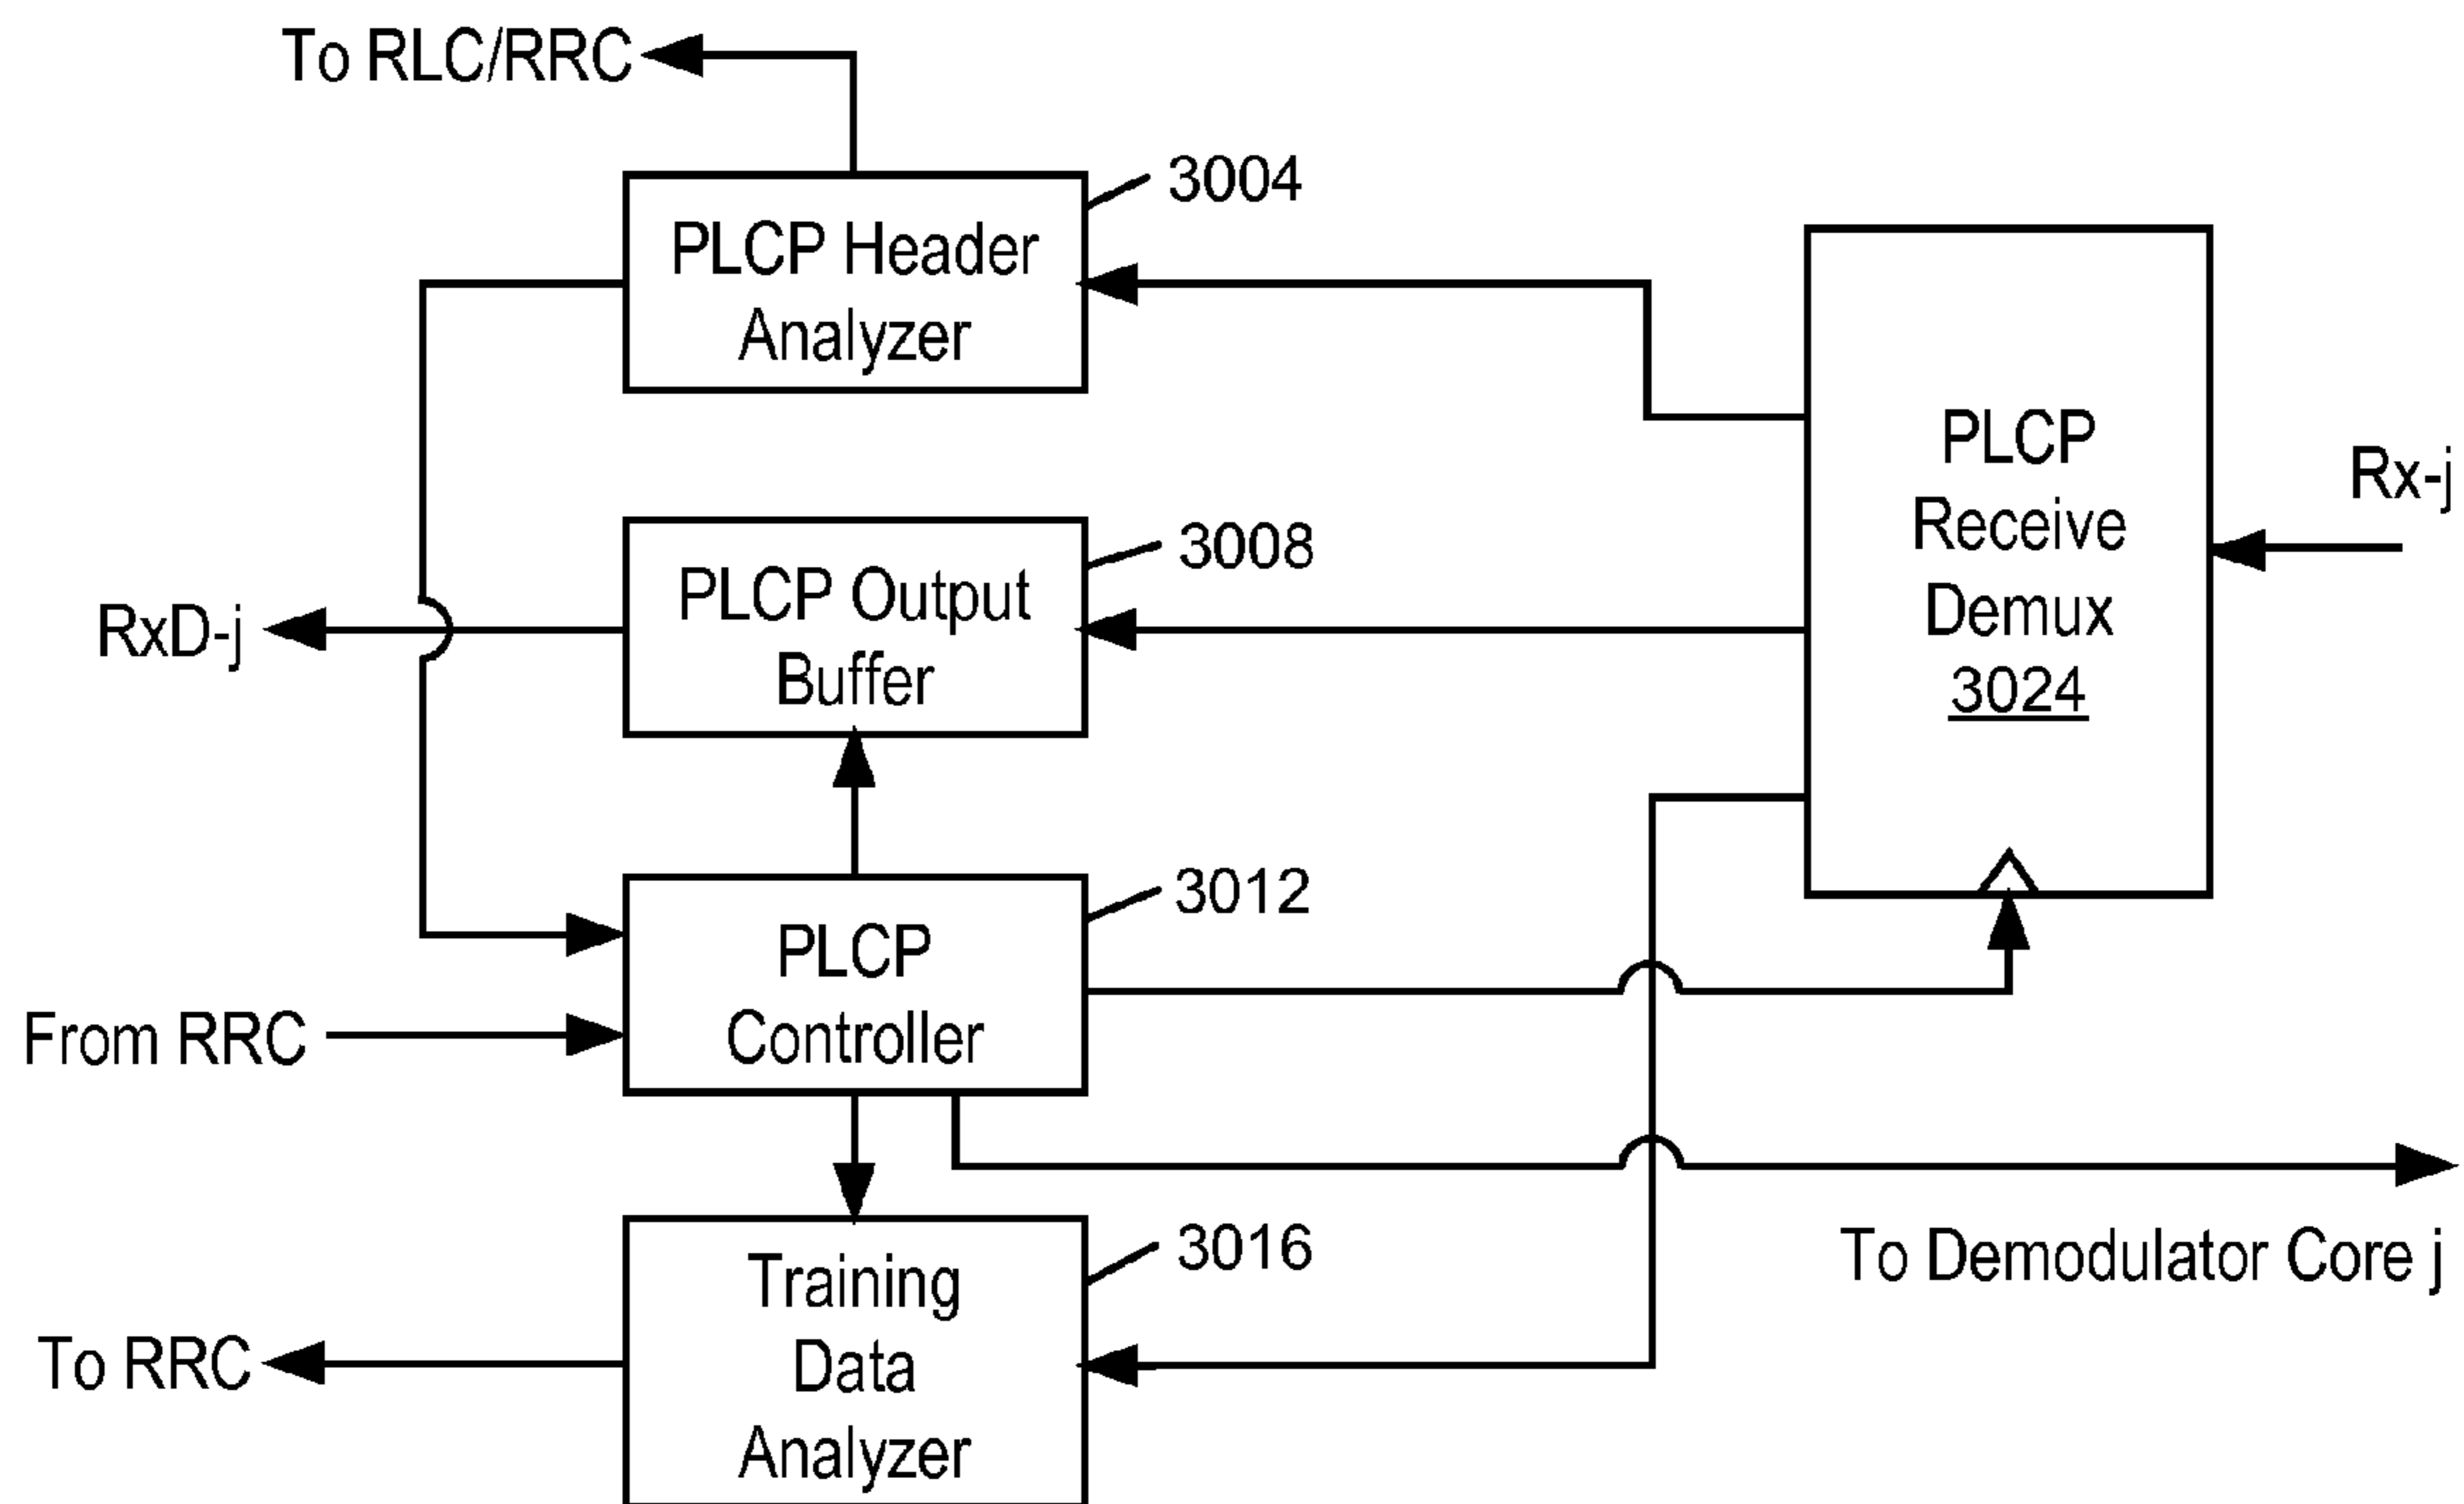 To RLC/RRC
3004
PLCP Header
Analyzer
PLCP
Receive
Demux
3024
Rx-j
3008
PLCP Output
Buffer
RxD-j
3012
PLCP
Controller
From RRC
To Demodulator Core j
3016
Training
Data
Analyzer
To RRC